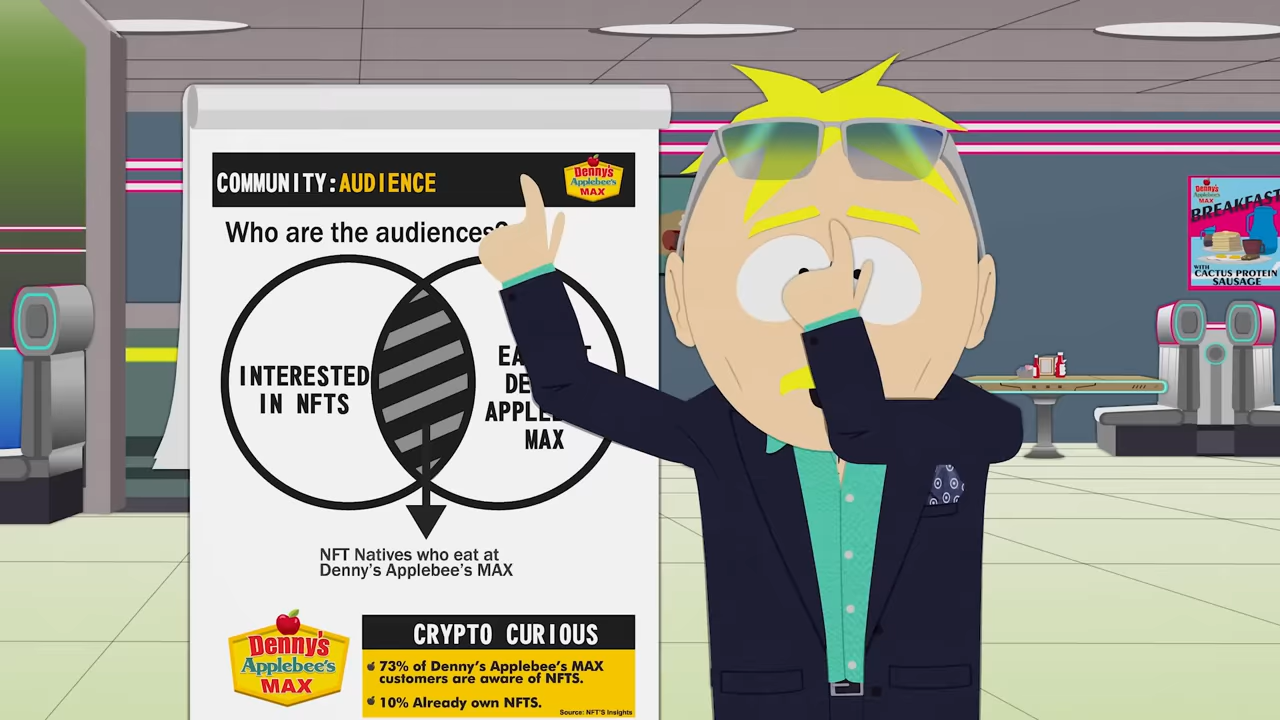 COMMUNITY:AUDIENCE
Denny's
Applebee's
MAX
Who are the audiences?
INTERESTED
IN NFTS
MAX
NFT Natives who eat at
Denny's Applebee's MAX
Denny's
Applebee's
MAX
CRYPTO CURIOUS
73% of Denny's Applebee's MAX
customers are aware of NFTS.
10% Already own NFTS.
Source: NFT'S Insights
Denny's
Applebee's
MAX
BREAKFAST
WITH
CACTUS PROTEIN
SAUSAGE